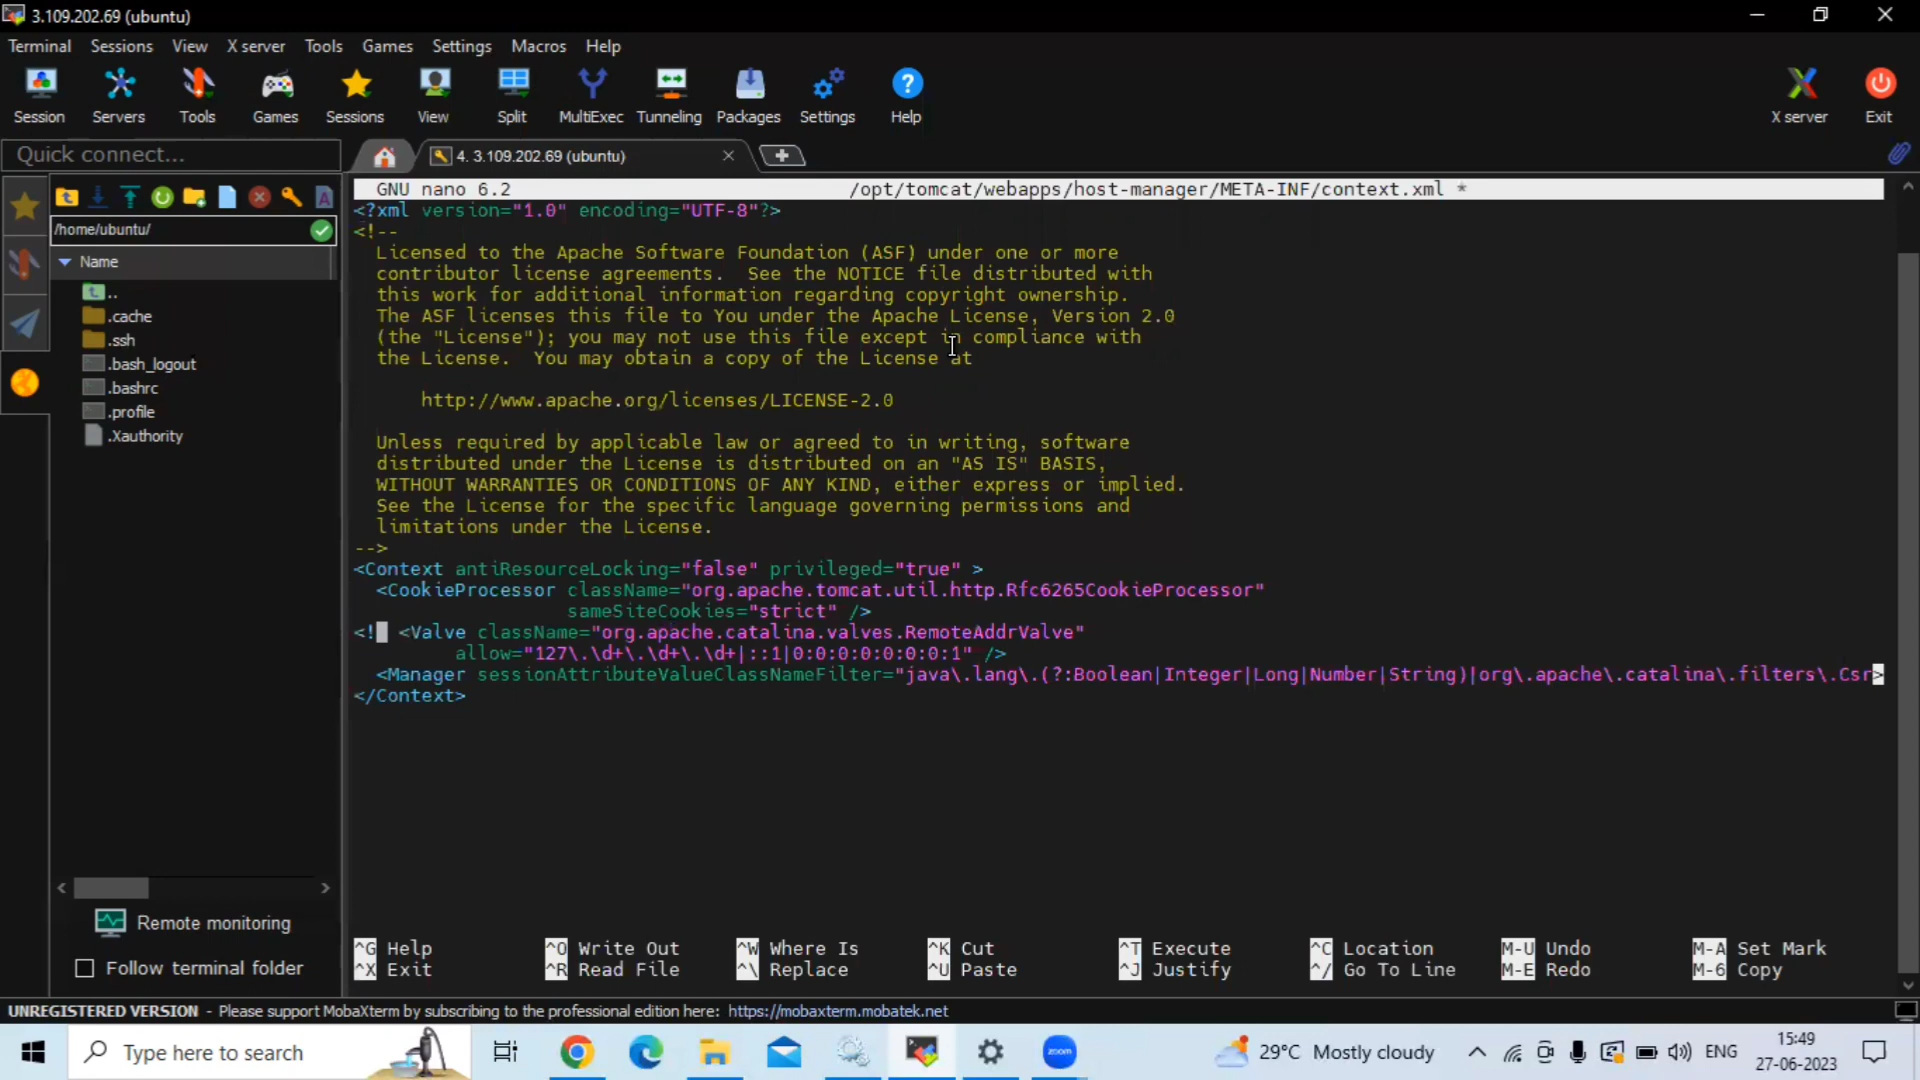 3.109.202.69 (ubuntu)
Terminal Sessions View X server Tools Games Settings Macros Help
Session Servers Tools Games Sessions View Split MultiExec Tunneling Packages Settings Help X server Exit
Quick connect...
4. 3.109.202.69 (ubuntu)
/home/ubuntu/
Name
..
.cache
.ssh
.bash_logout
.bashrc
.profile
.Xauthority
Remote monitoring
Follow terminal folder
GNU nano 6.2 /opt/tomcat/webapps/host-manager/META-INF/context.xml *
<?xml version="1.0" encoding="UTF-8"?>
<!--
Licensed to the Apache Software Foundation (ASF) under one or more
contributor license agreements.  See the NOTICE file distributed with
this work for additional information regarding copyright ownership.
The ASF licenses this file to You under the Apache License, Version 2.0
(the "License"); you may not use this file except in compliance with
the License.  You may obtain a copy of the License at
http://www.apache.org/licenses/LICENSE-2.0
Unless required by applicable law or agreed to in writing, software
distributed under the License is distributed on an "AS IS" BASIS,
WITHOUT WARRANTIES OR CONDITIONS OF ANY KIND, either express or implied.
See the License for the specific language governing permissions and
limitations under the License.
-->
<Context antiResourceLocking="false" privileged="true" >
<CookieProcessor className="org.apache.tomcat.util.http.Rfc6265CookieProcessor"
sameSiteCookies="strict" />
<! <Valve className="org.apache.catalina.valves.RemoteAddrValve"
allow="127\.\d+\.\d+\.\d+|::1|0:0:0:0:0:0:0:1" />
<Manager sessionAttributeValueClassNameFilter="java\.lang\.(?:Boolean|Integer|Long|Number|String)|org\.apache\.catalina\.filters\.Csr>
</Context>
^G Help ^O Write Out ^W Where Is ^K Cut ^T Execute ^C Location M-U Undo M-A Set Mark
^X Exit ^R Read File ^\ Replace ^U Paste ^J Justify ^/ Go To Line M-E Redo M-6 Copy
UNREGISTERED VERSION - Please support MobaXterm by subscribing to the professional edition here: https://mobaxterm.mobatek.net
Type here to search
zoom
29°C Mostly cloudy
ENG
15:49
27-06-2023